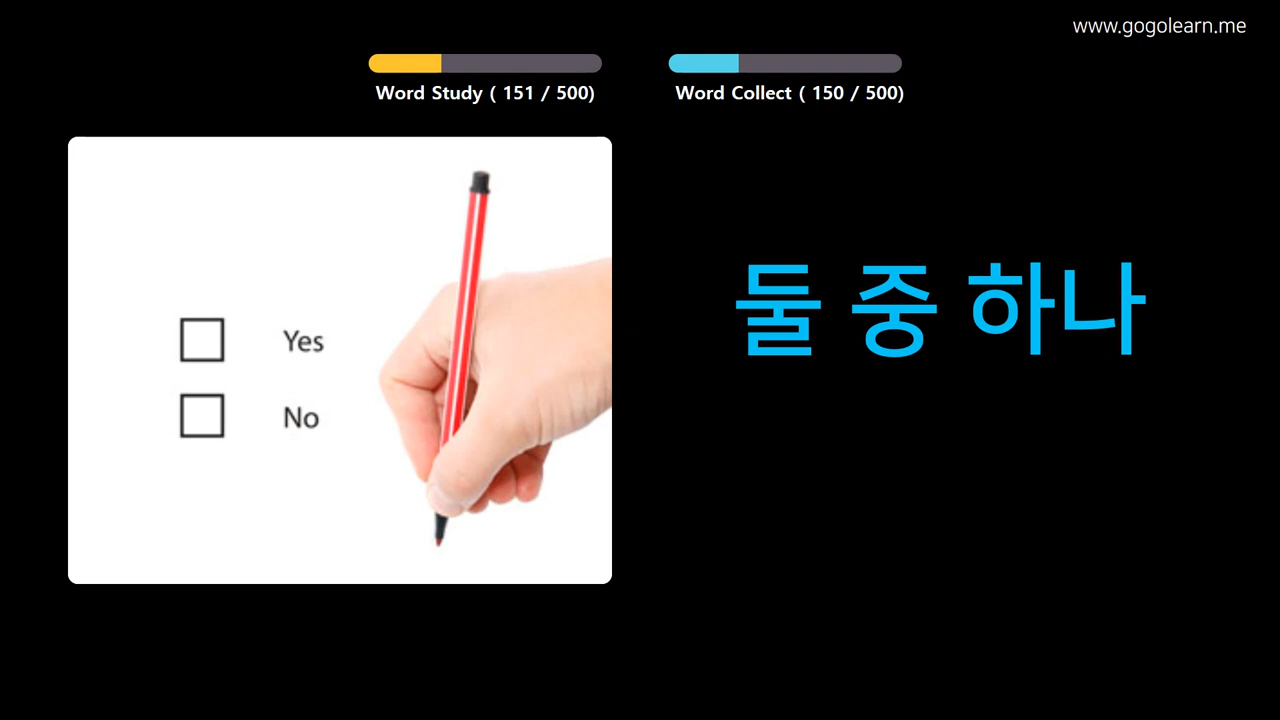 www.gogolearn.me
Word Study ( 151 / 500)
Word Collect ( 150 / 500)
Yes
No
둘 중 하나